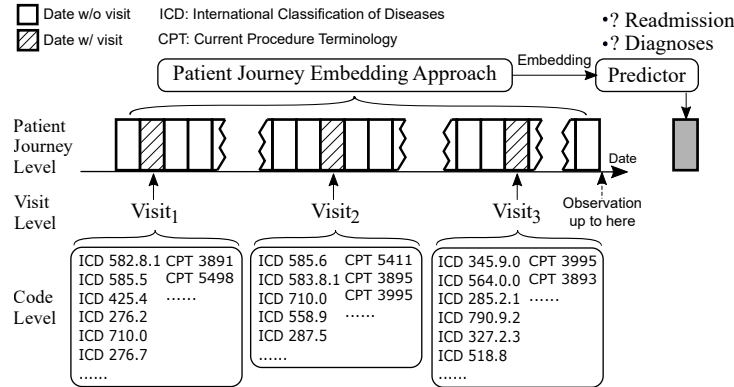 Date w/o visit ICD: International Classification of Diseases
Date w/ visit CPT: Current Procedure Terminology
•? Readmission
•? Diagnoses
Patient Journey Embedding Approach
Embedding
Predictor
Patient
Journey
Level
Date
Visit
Level
Visit1
Visit2
Visit3
Observation
up to here
Code
Level
ICD 582.8.1 CPT 3891
ICD 585.5 CPT 5498
ICD 425.4 ......
ICD 276.2
ICD 710.0
ICD 276.7
......
ICD 585.6 CPT 5411
ICD 583.8.1 CPT 3895
ICD 710.0 CPT 3995
ICD 558.9 ......
ICD 287.5
......
ICD 345.9.0 CPT 3995
ICD 564.0.0 CPT 3893
ICD 285.2.1 ......
ICD 790.9.2
ICD 327.2.3
ICD 518.8
......